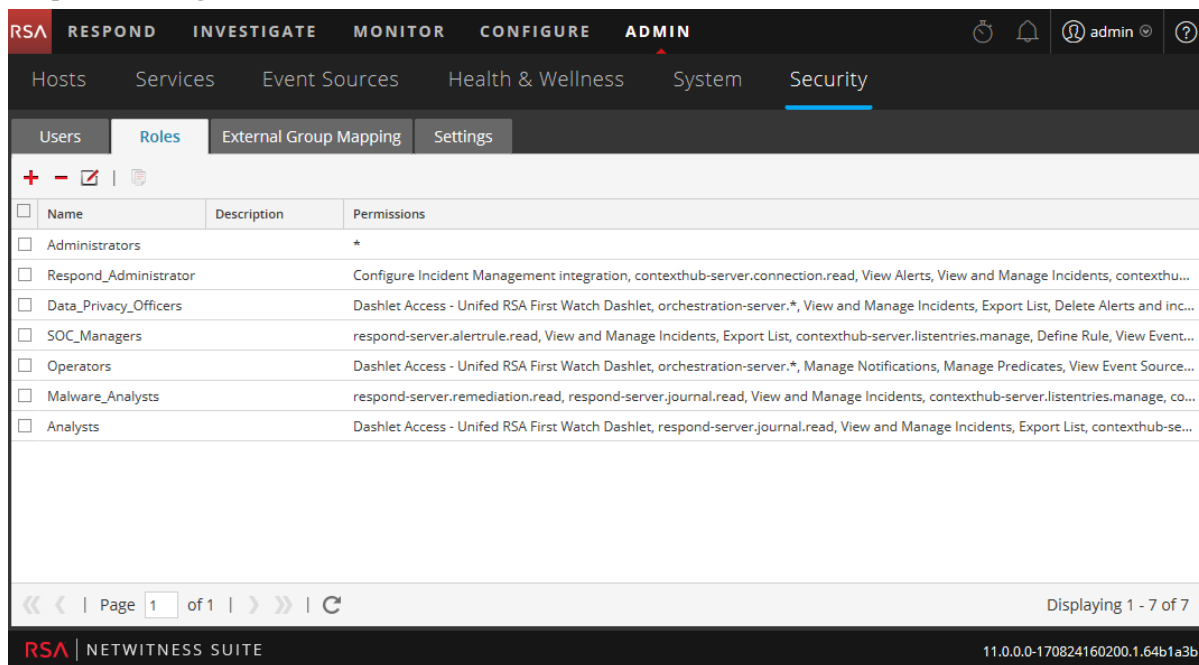 RSA RESPOND INVESTIGATE MONITOR CONFIGURE ADMIN admin ?
Hosts Services Event Sources Health & Wellness System Security
Users Roles External Group Mapping Settings
Name Description Permissions
Administrators *
Respond_Administrator Configure Incident Management integration, contexthub-server.connection.read, View Alerts, View and Manage Incidents, contexthu...
Data_Privacy_Officers Dashlet Access - Unifed RSA First Watch Dashlet, orchestration-server.*, View and Manage Incidents, Export List, Delete Alerts and inc...
SOC_Managers respond-server.alertrule.read, View and Manage Incidents, Export List, contexthub-server.listentries.manage, Define Rule, View Event...
Operators Dashlet Access - Unifed RSA First Watch Dashlet, orchestration-server.*, Manage Notifications, Manage Predicates, View Event Source...
Malware_Analysts respond-server.remediation.read, respond-server.journal.read, View and Manage Incidents, contexthub-server.listentries.manage, co...
Analysts Dashlet Access - Unifed RSA First Watch Dashlet, respond-server.journal.read, View and Manage Incidents, Export List, contexthub-se...
Page 1 of 1 Displaying 1 - 7 of 7
RSA NETWITNESS SUITE 11.0.0.0-170824160200.1.64b1a3b